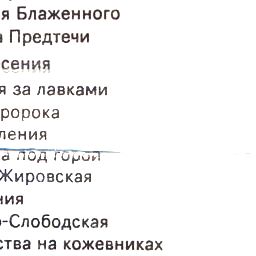 я Блаженного
а Предтечи
сения
я за лавками
ророка
ления
а под горой
Жировская
ния
-Слободская
ства на кожевниках